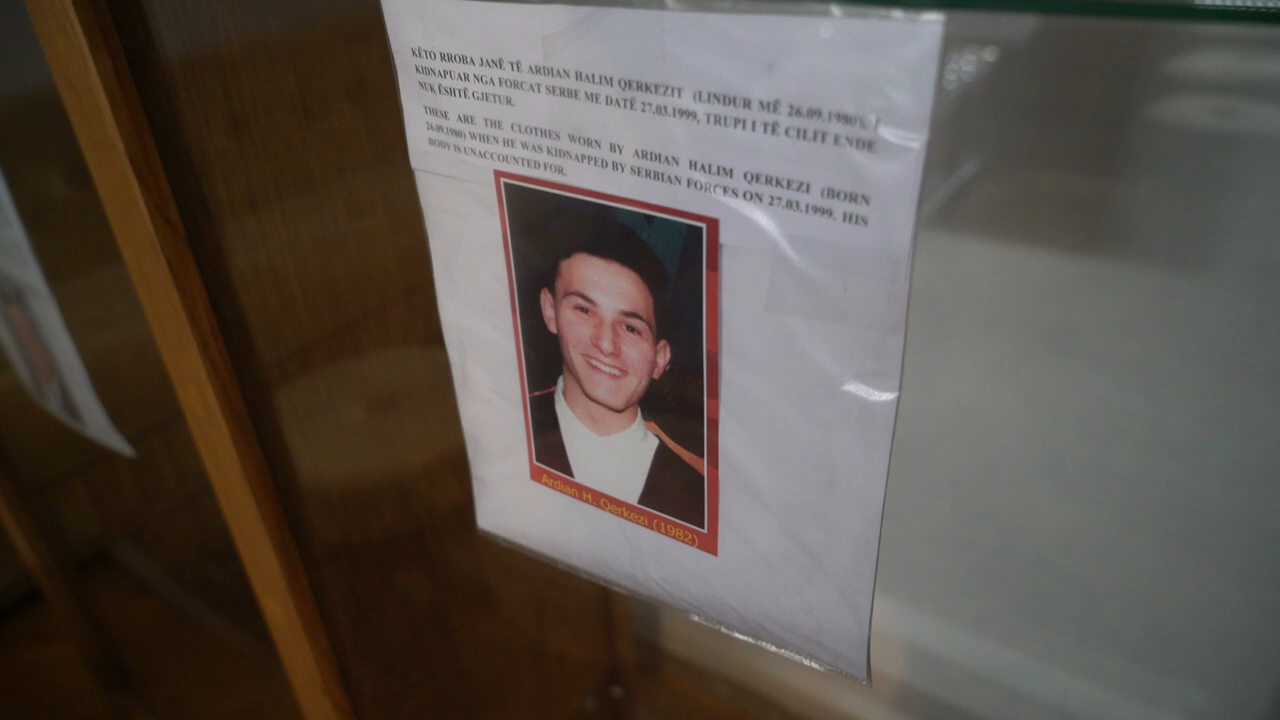 KËTO RROBA JANË TË ARDIAN HALIM QERKEZIT (LINDUR MË 26.09.1980),
KIDNAPUAR NGA FORCAT SERBE ME DATË 27.03.1999, TRUPI I TË CILIT ENDE
NUK ËSHTË GJETUR.
THESE ARE THE CLOTHES WORN BY ARDIAN HALIM QERKEZI (BORN
26.09.1980) WHEN HE WAS KIDNAPPED BY SERBIAN FORCES ON 27.03.1999. HIS
BODY IS UNACCOUNTED FOR.
Ardian H. Qerkezi (1982)